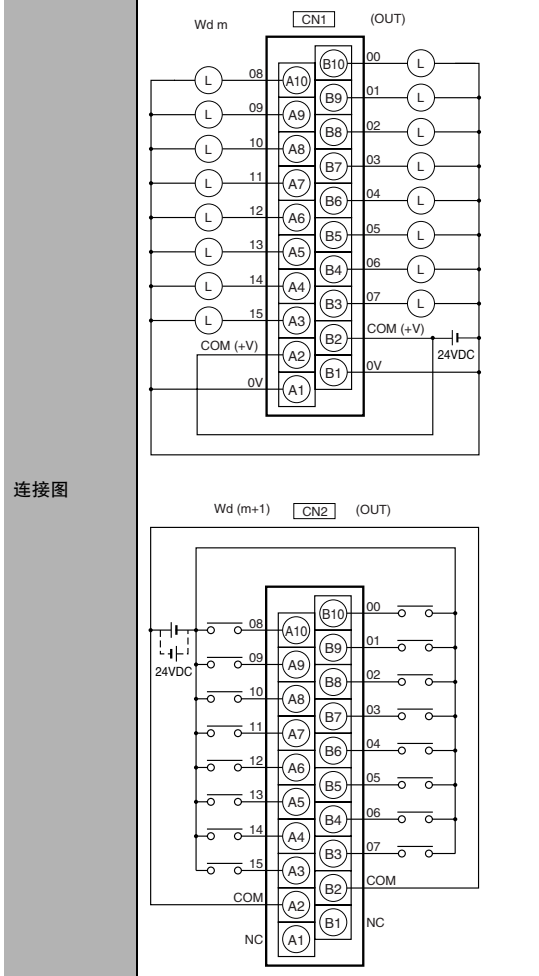 连接图
Wd m CN1 (OUT)
B10 00 L
L 08 A10
B9 01 L
L 09 A9
B8 02 L
L 10 A8
B7 03 L
L 11 A7
B6 04 L
L 12 A6
B5 05 L
L 13 A5
B4 06 L
L 14 A4
B3 07 L
L 15 A3
B2 COM (+V)
24VDC
COM (+V) A2
B1 0V
0V A1
Wd (m+1) CN2 (OUT)
B10 00
08 A10
B9 01
24VDC
09 A9
B8 02
10 A8
B7 03
11 A7
B6 04
12 A6
B5 05
13 A5
B4 06
14 A4
B3 07
15 A3
B2 COM
COM A2
B1 NC
NC A1